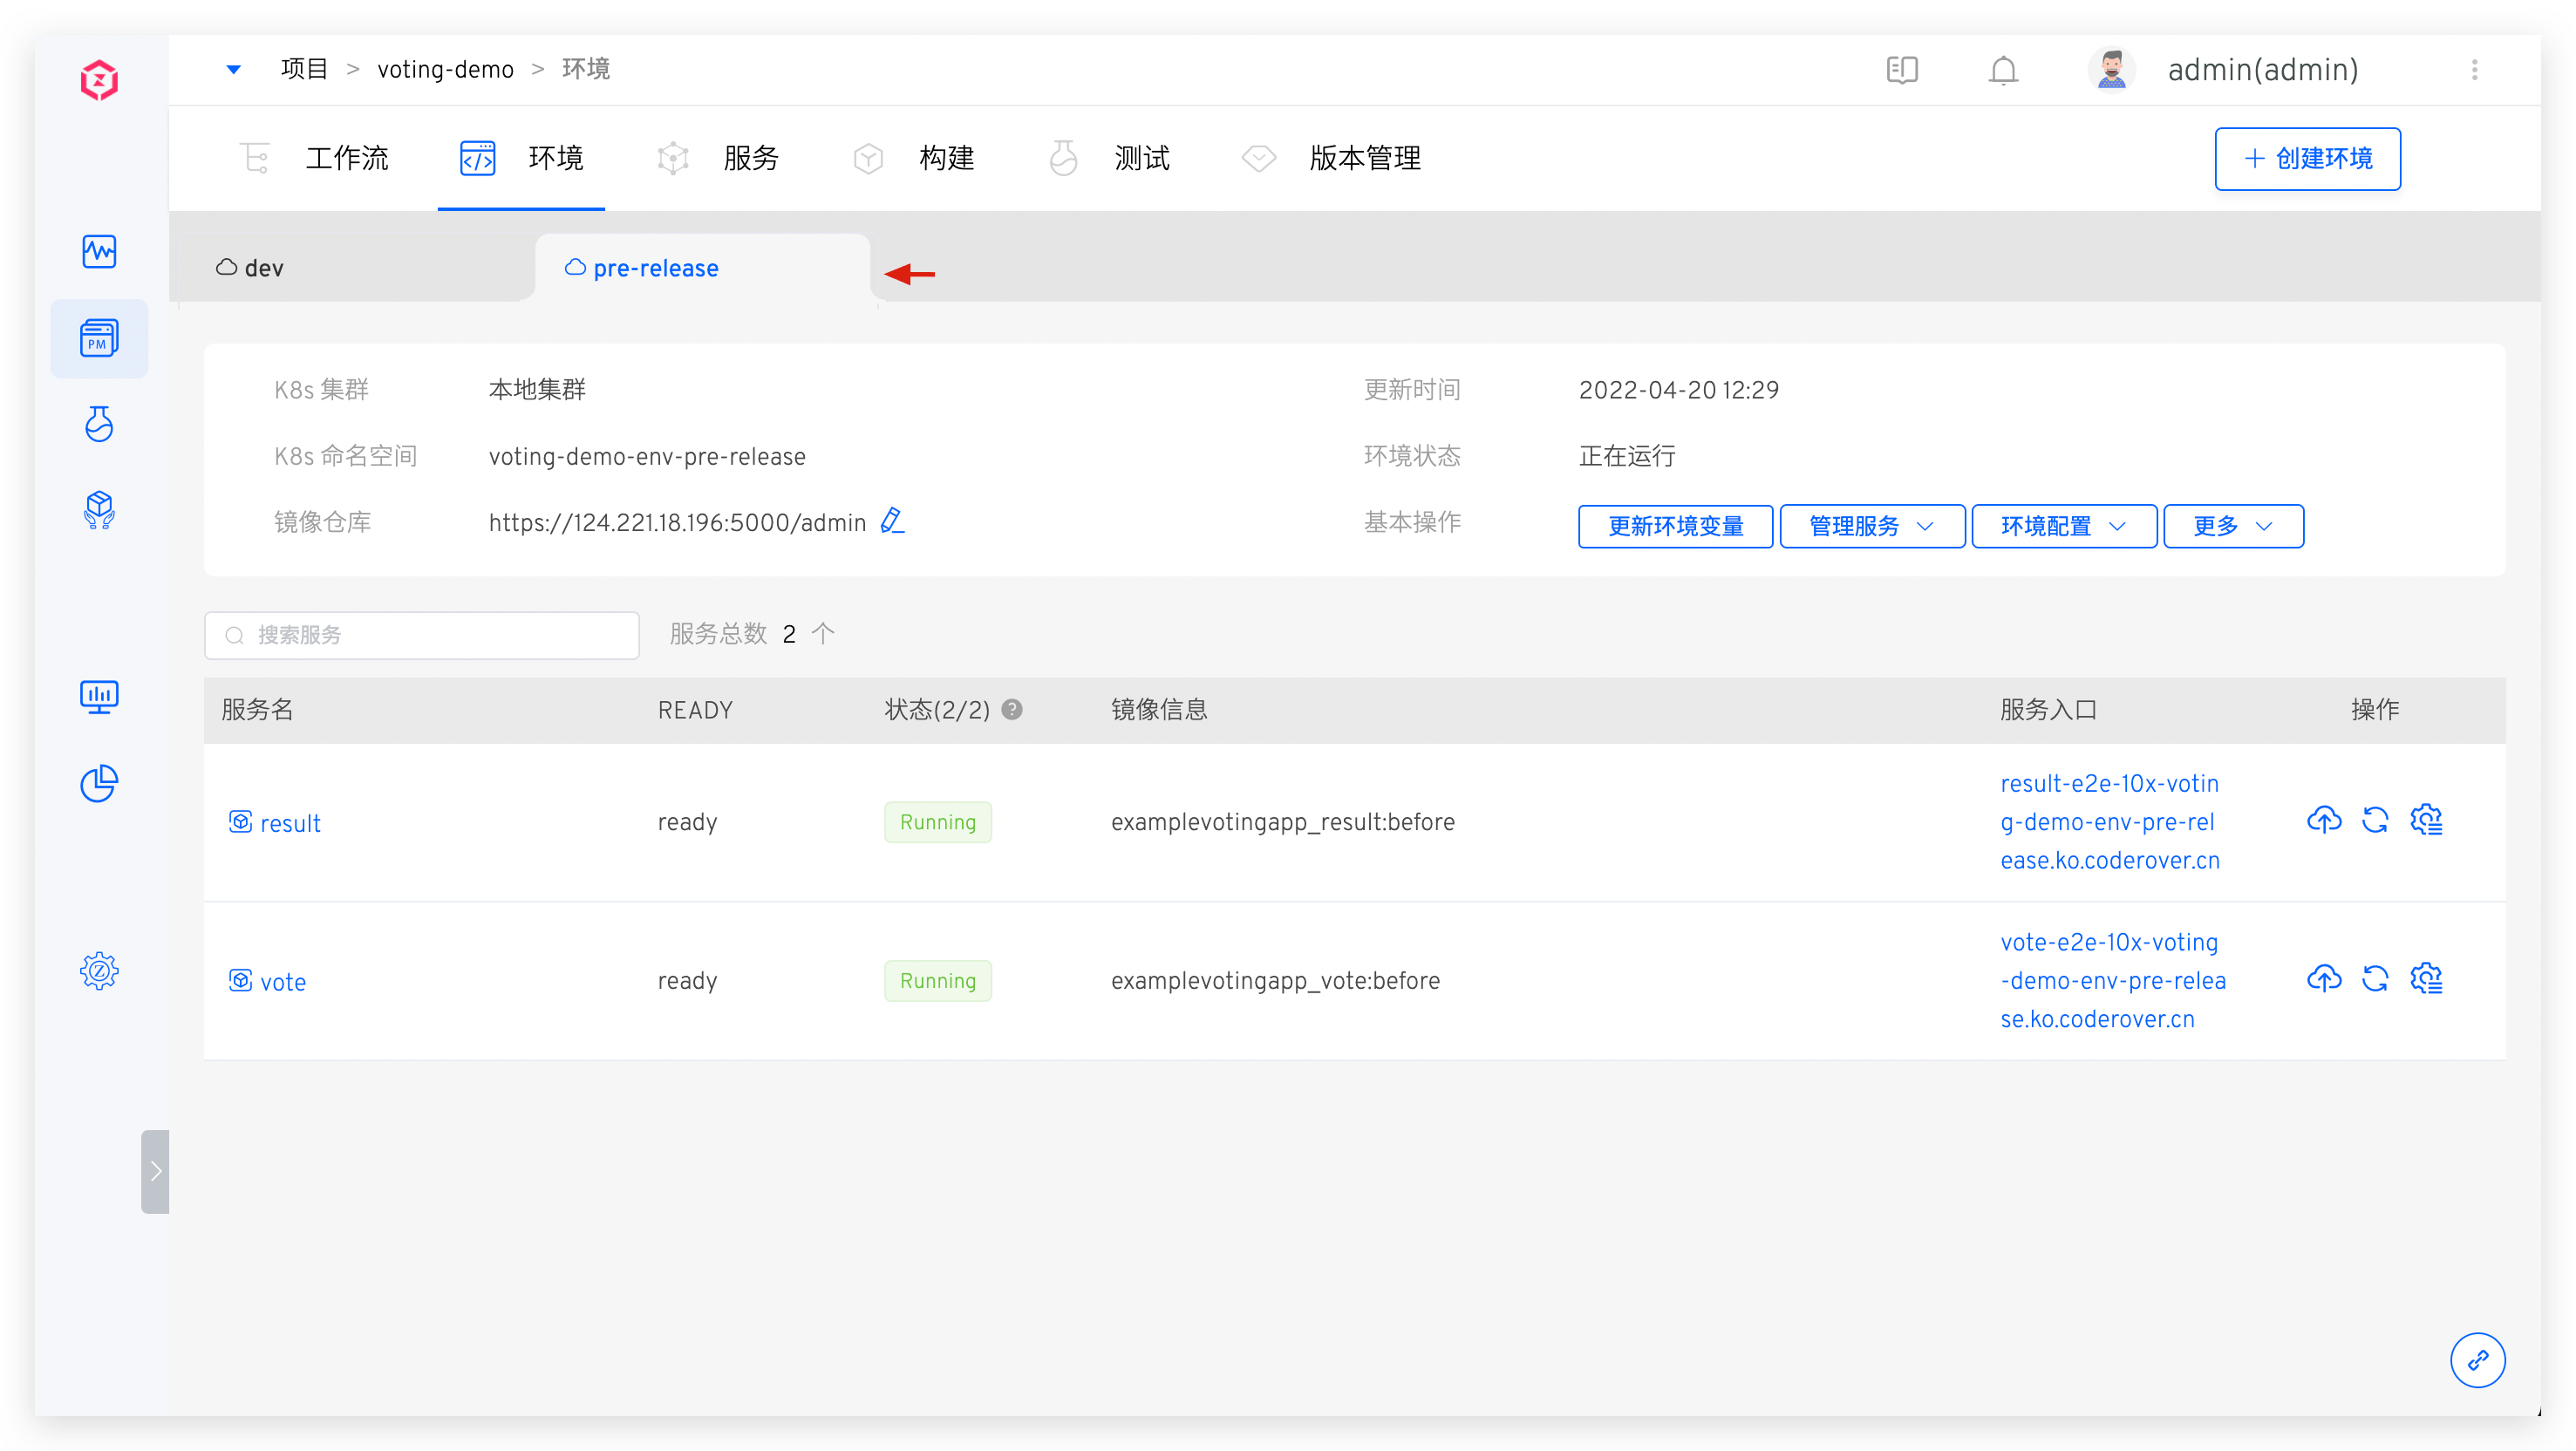 项目 > voting-demo > 环境
admin(admin)
工作流 环境 服务 构建 测试 版本管理
+ 创建环境
dev
pre-release
PM
K8s 集群 本地集群 更新时间 2022-04-20 12:29
K8s 命名空间 voting-demo-env-pre-release 环境状态 正在运行
镜像仓库 https://124.221.18.196:5000/admin 基本操作 更新环境变量 管理服务 环境配置 更多
搜索服务 服务总数 2 个
服务名 READY 状态(2/2) ? 镜像信息 服务入口 操作
result ready Running examplevotingapp_result:before
result-e2e-10x-votin
g-demo-env-pre-rel
ease.ko.coderover.cn
vote ready Running examplevotingapp_vote:before
vote-e2e-10x-voting
-demo-env-pre-relea
se.ko.coderover.cn